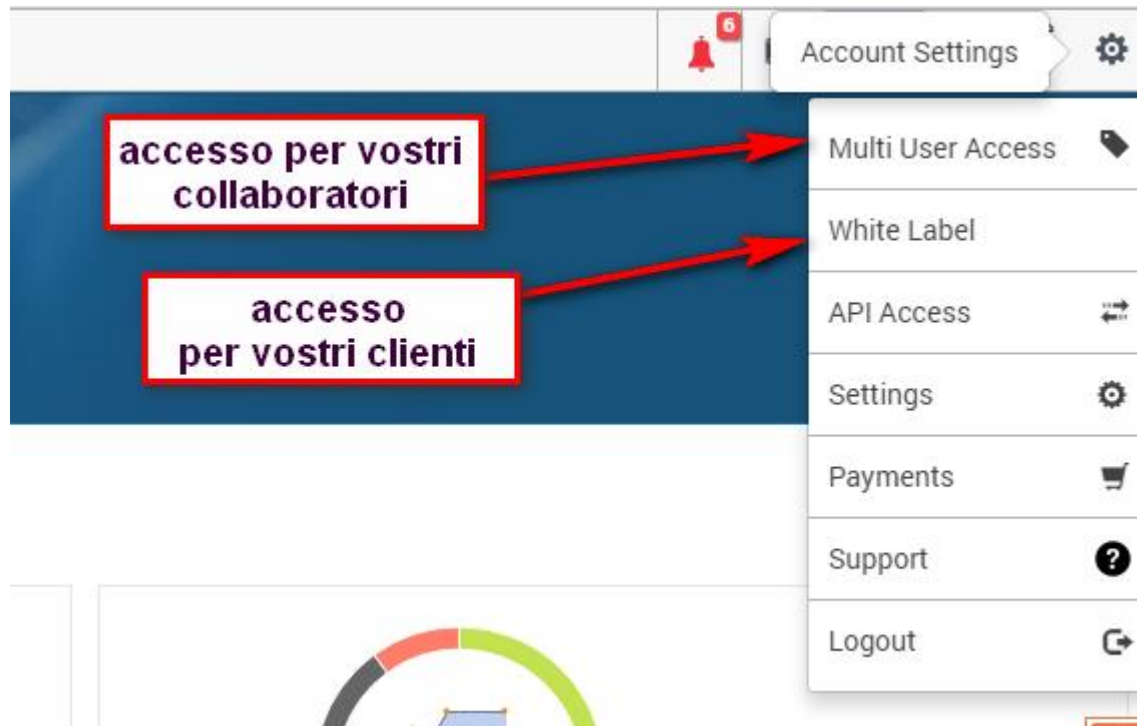 6
Account Settings
accesso per vostri
collaboratori
Multi User Access
White Label
accesso
per vostri clienti
API Access
Settings
Payments
Support
?
Logout